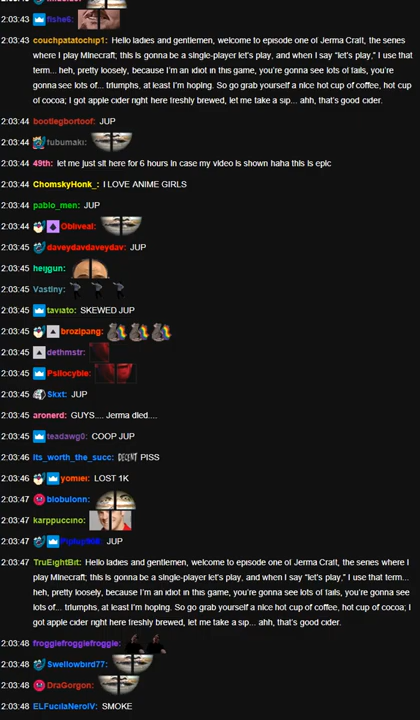 2:03:43 fishe6:
2:03:43 couchpatatochip1: Hello ladies and gentlemen, welcome to episode one of Jerma Craft, the senes
where I play Minecraft; this is gonna be a single-player let's play, and when I say "let's play," I use that
term... heh, pretty loosely, because I'm an idiot in this game, you're gonna see lots of fails, you're
gonna see lots of... triumphs, at least I'm hoping. So go grab yourself a nice hot cup of coffee, hot cup
of cocoa; I got apple cider right here freshly brewed, let me take a sip... ahh, that's good cider.
2:03:44 bootlegbortoof: JUP
2:03:44 fubumaki:
2:03:44 49th: let me just sit here for 6 hours in case my video is shown haha this is epic
2:03:44 ChomskyHonk_: I LOVE ANIME GIRLS
2:03:44 pablo_men: JUP
2:03:44 Obliveal:
2:03:45 daveydavdaveydav: JUP
2:03:45 heijgun:
2:03:45 Vastiny:
2:03:45 taviato: SKEWED JUP
2:03:45 brozipang:
2:03:45 dethmstr:
2:03:45 Psilocyble:
2:03:45 Skxt: JUP
2:03:45 aronerd: GUYS.... Jerma died....
2:03:45 teadawg0: COOP JUP
2:03:46 its_worth_the_succ: DECENT PISS
2:03:46 yomiei: LOST 1K
2:03:47 blobulonn:
2:03:47 karppuccino:
2:03:47 JUP
2:03:47 TruEightBit: Hello ladies and gentlemen, welcome to episode one of Jerma Craft, the senes where I
play Minecraft; this is gonna be a single-player let's play, and when I say "let's play," I use that term...
heh, pretty loosely, because I'm an idiot in this game, you're gonna see lots of fails, you're gonna see
lots of... triumphs, at least I'm hoping. So go grab yourself a nice hot cup of coffee, hot cup of cocoa; I
got apple cider right here freshly brewed, let me take a sip... ahh, that's good cider.
2:03:48 froggiefroggiefroggie:
2:03:48 Swellowbird77:
2:03:48 DraGorgon:
2:03:48 ELFucilaNeroIV: SMOKE